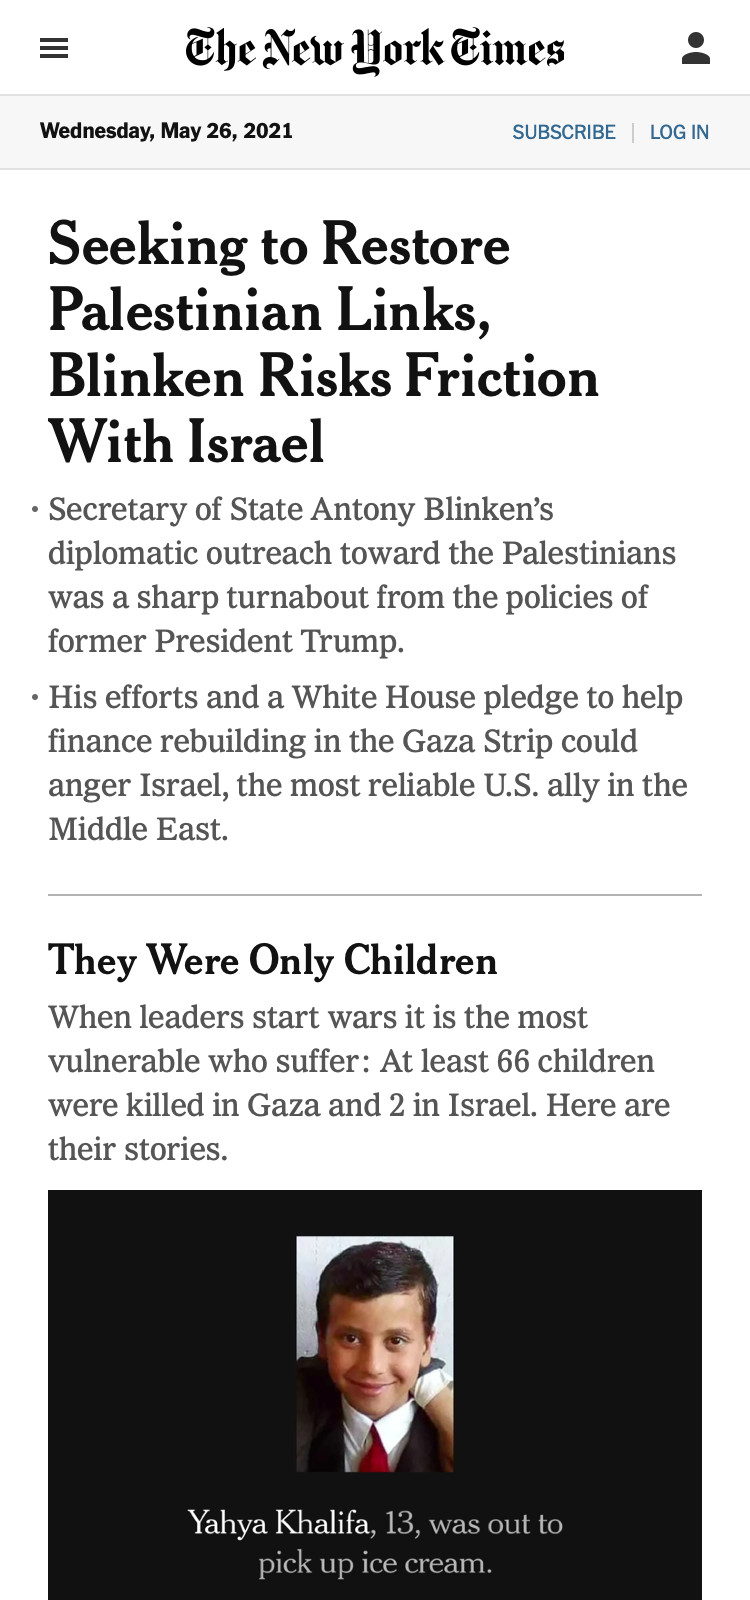 The New York Times
Wednesday, May 26, 2021
SUBSCRIBE | LOG IN
Seeking to Restore
Palestinian Links,
Blinken Risks Friction
With Israel
• Secretary of State Antony Blinken’s
diplomatic outreach toward the Palestinians
was a sharp turnabout from the policies of
former President Trump.
• His efforts and a White House pledge to help
finance rebuilding in the Gaza Strip could
anger Israel, the most reliable U.S. ally in the
Middle East.
They Were Only Children
When leaders start wars it is the most
vulnerable who suffer: At least 66 children
were killed in Gaza and 2 in Israel. Here are
their stories.
Yahya Khalifa, 13, was out to
pick up ice cream.